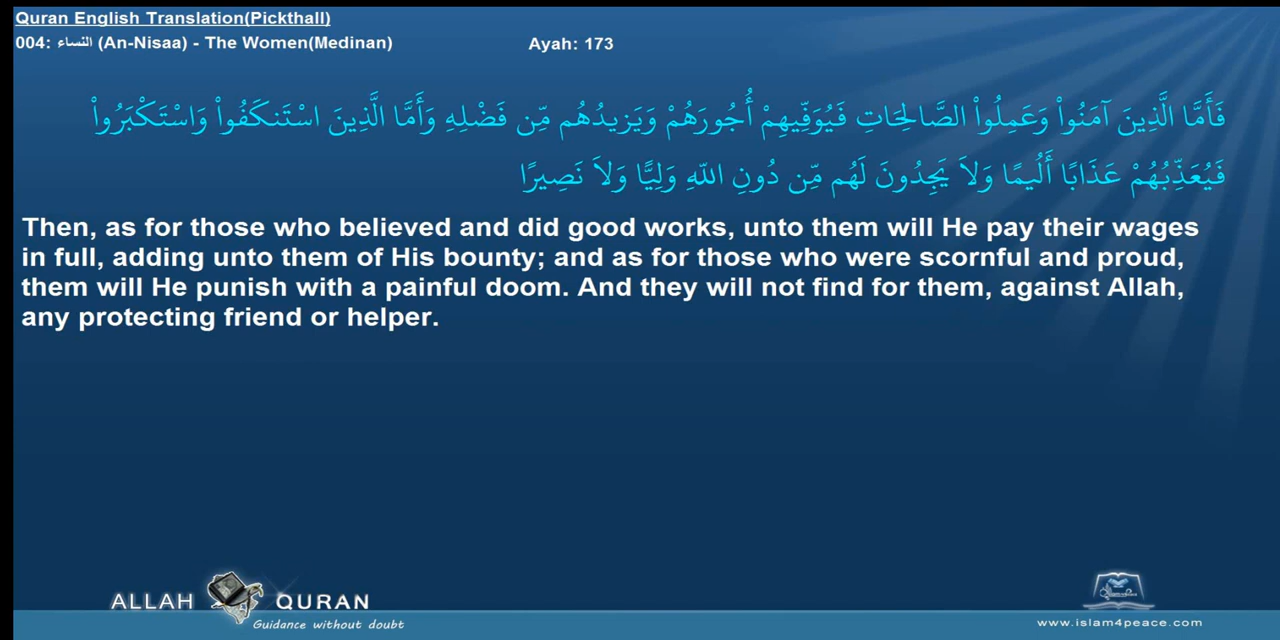 Quran English Translation(Pickthall)
004: النساء (An-Nisaa) - The Women(Medinan)
Ayah: 173
فَأَمَّا الَّذِينَ آمَنُواْ وَعَمِلُواْ الصَّالِحَاتِ فَيُوَفِّيهِمْ أُجُورَهُمْ وَيَزِيدُهُم مِّن فَضْلِهِ وَأَمَّا الَّذِينَ اسْتَنكَفُواْ وَاسْتَكْبَرُواْ
فَيُعَذِّبُهُمْ عَذَابًا أَلُيمًا وَلاَ يَجِدُونَ لَهُم مِّن دُونِ اللّهِ وَلِيًّا وَلاَ نَصِيرًا
Then, as for those who believed and did good works, unto them will He pay their wages
in full, adding unto them of His bounty; and as for those who were scornful and proud,
them will He punish with a painful doom. And they will not find for them, against Allah,
any protecting friend or helper.
ALLAH QURAN
Guidance without doubt
www.islam4peace.com